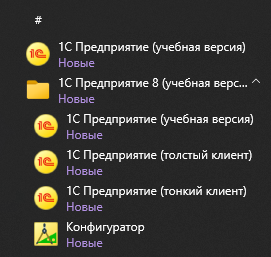 #
1С Предприятие (учебная версия)
Новые
1С Предприятие 8 (учебная верс...
Новые
1С Предприятие (учебная версия)
Новые
1С Предприятие (толстый клиент)
Новые
1С Предприятие (тонкий клиент)
Новые
Конфигуратор
Новые